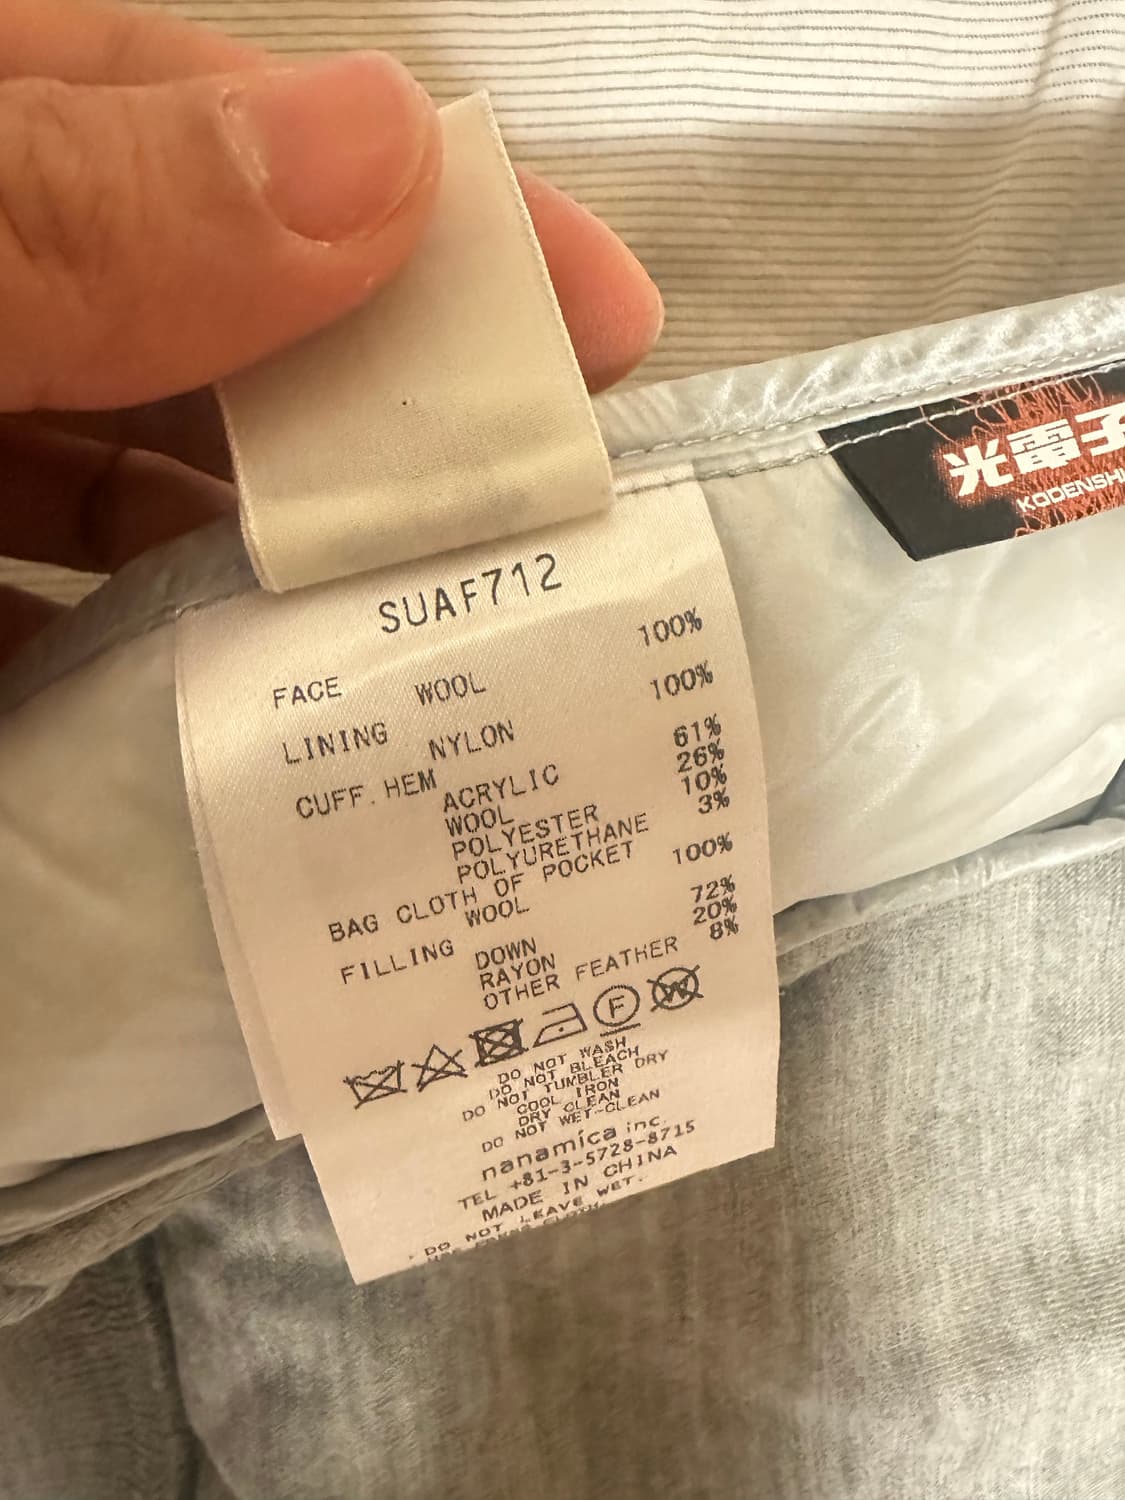 光電子
KODENSHI
SUAF712
100%
FACE WOOL
100%
LINING NYLON
CUFF. HEM
ACRYLIC 61%
WOOL 26%
POLYESTER 10%
POLYURETHANE 3%
BAG CLOTH OF POCKET
WOOL 100%
FILLING
DOWN 72%
RAYON 20%
OTHER FEATHER 8%
F W
DO NOT WASH
DO NOT BLEACH
DO NOT TUMBLER DRY
COOL IRON
DRY CLEAN
DO NOT WET-CLEAN
nanamica inc.
TEL +81-3-5728-8715
MADE IN CHINA
· DO NOT LEAVE WET.